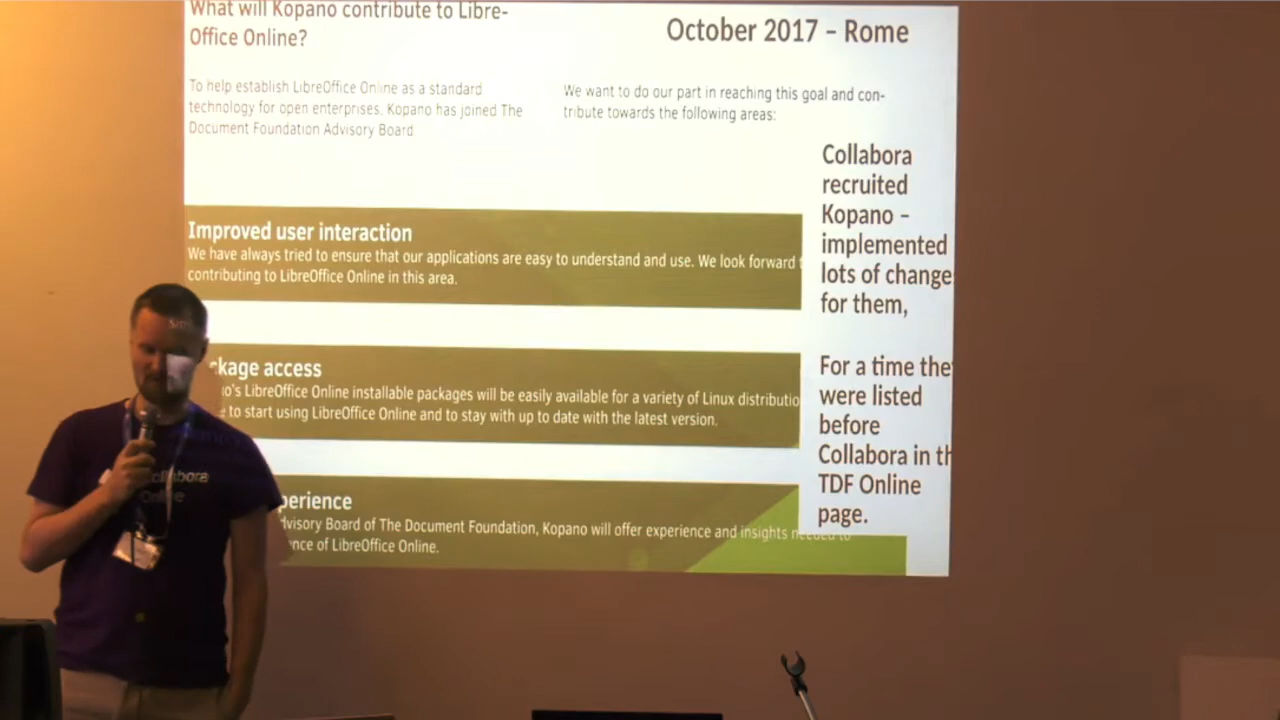 What will Kopano contribute to Libre-
Office Online?
October 2017 – Rome
To help establish LibreOffice Online as a standard
technology for open enterprises, Kopano has joined The
Document Foundation Advisory Board
We want to do our part in reaching this goal and con-
tribute towards the following areas:
Improved user interaction
We have always tried to ensure that our applications are easy to understand and use. We look forward t
contributing to LibreOffice Online in this area.
ckage access
o's LibreOffice Online installable packages will be easily available for a variety of Linux distributio
to start using LibreOffice Online and to stay with up to date with the latest version.
perience
dvisory Board of The Document Foundation, Kopano will offer experience and insights needed to
nce of LibreOffice Online.
Collabora
recruited
Kopano –
implemented
lots of change
for them,
For a time they
were listed
before
Collabora in th
TDF Online
page.
Collabora
Online